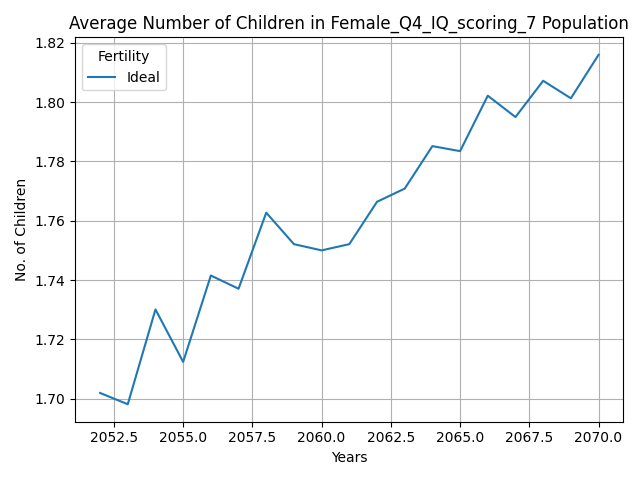 Average Number of Children in Female_Q4_IQ_scoring_7 Population
Fertility
Ideal
No. of Children
1.82
1.80
1.78
1.76
1.74
1.72
1.70
2052.5 2055.0 2057.5 2060.0 2062.5 2065.0 2067.5 2070.0
Years